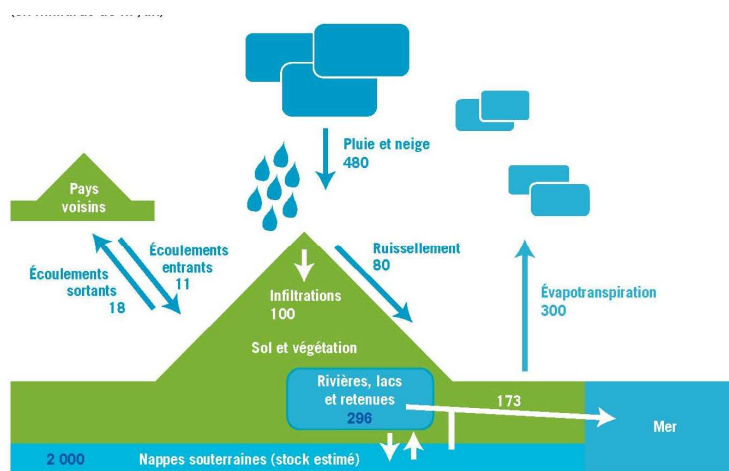 Pluie et neige
480
Pays
voisins
Écoulements
entrants
11
Écoulements
sortants
18
Ruissellement
80
Infiltrations
100
Évapotranspiration
300
Sol et végétation
Rivières, lacs
et retenues
296
173
Mer
2 000 Nappes souterraines (stock estimé)